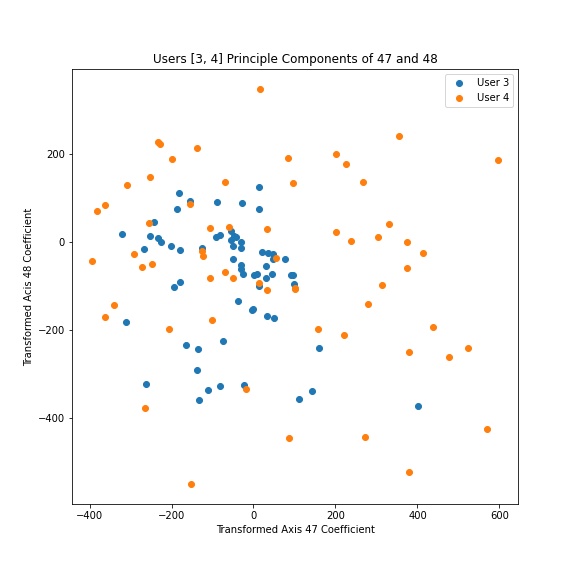 Users [3, 4] Principle Components of 47 and 48
User 3
User 4
200
0
−200
−400
Transformed Acis 48 Coefficient
−400
−200
0
200
400
600
Transformed Axis 47 Coefficient